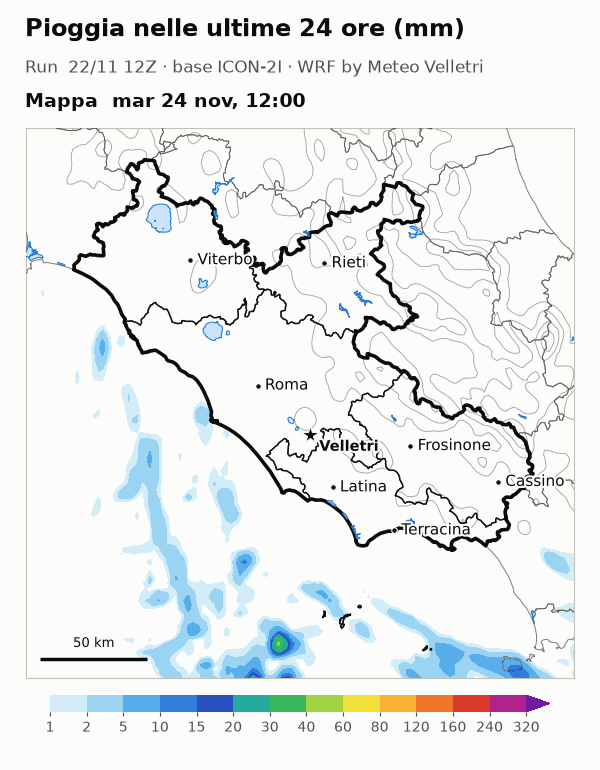 Pioggia nelle ultime 24 ore (mm)
Run 22/11 12Z · base ICON-2I · WRF by Meteo Velletri
Mappa mar 24 nov, 12:00
Viterbo
Rieti
Roma
Velletri
Frosinone
Latina
Cassino
Terracina
50 km
1 2 5 10 15 20 30 40 60 80 120 160 240 320